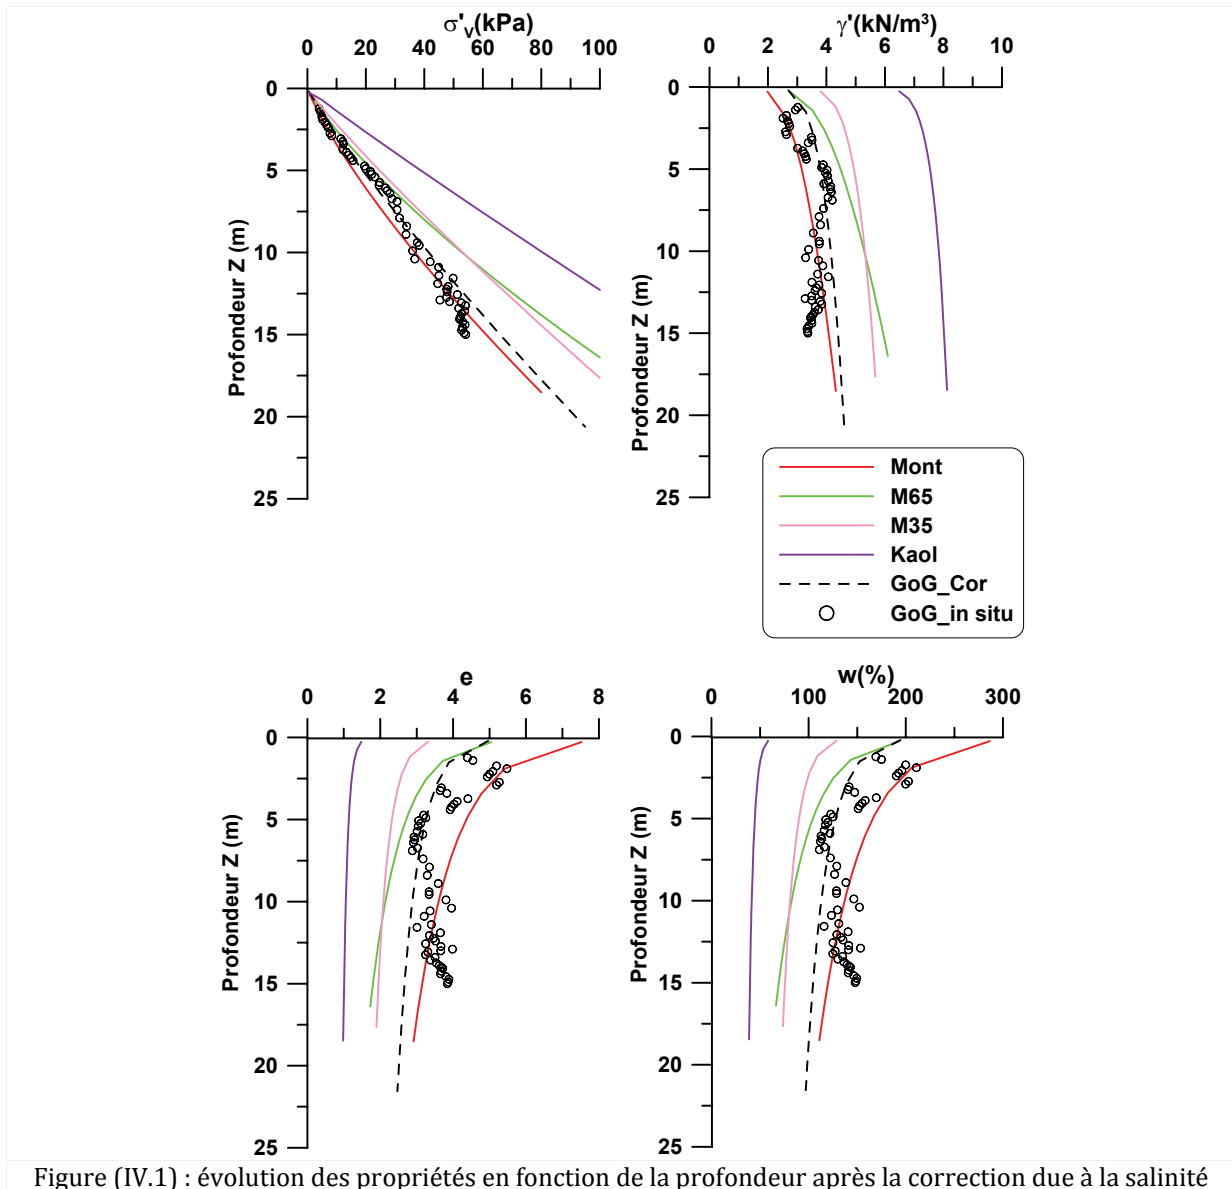 σ'v(kPa)
0 20 40 60 80 100
0
5
10
15
20
25
Profondeur Z (m)
γ'(kN/m³)
0 2 4 6 8 10
0
5
10
15
20
25
Profondeur Z (m)
Mont
M65
M35
Kaol
GoG_Cor
GoG_in situ
e
0 2 4 6 8
0
5
10
15
20
25
Profondeur Z (m)
w(%)
0 100 200 300
0
5
10
15
20
25
Profondeur Z (m)
Figure (IV.1) : évolution des propriétés en fonction de la profondeur après la correction due à la salinité